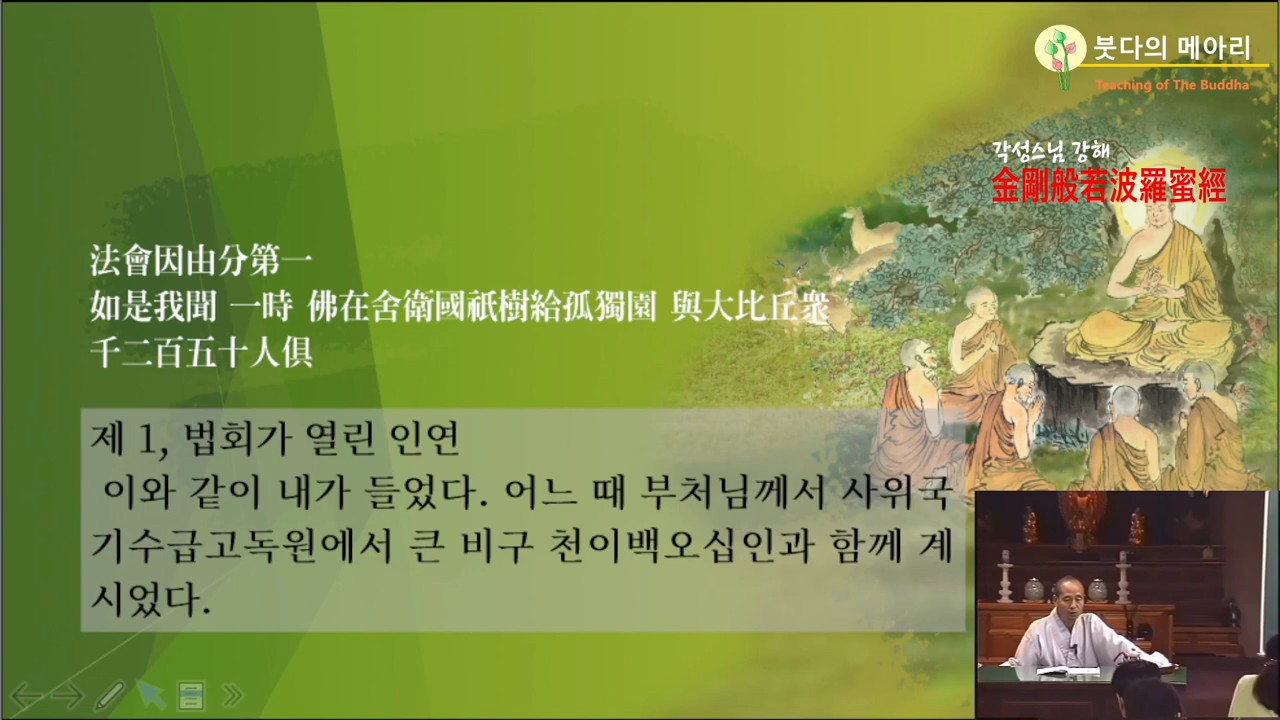 붓다의 메아리
Teaching of The Buddha
각성스님 강해
金剛般若波羅蜜經
法會因由分第一
如是我聞 一時 佛在舍衛國祇樹給孤獨園 與大比丘衆
千二百五十人俱
제 1, 법회가 열린 인연
이와 같이 내가 들었다. 어느 때 부처님께서 사위국
기수급고독원에서 큰 비구 천이백오십인과 함께 계
시었다.